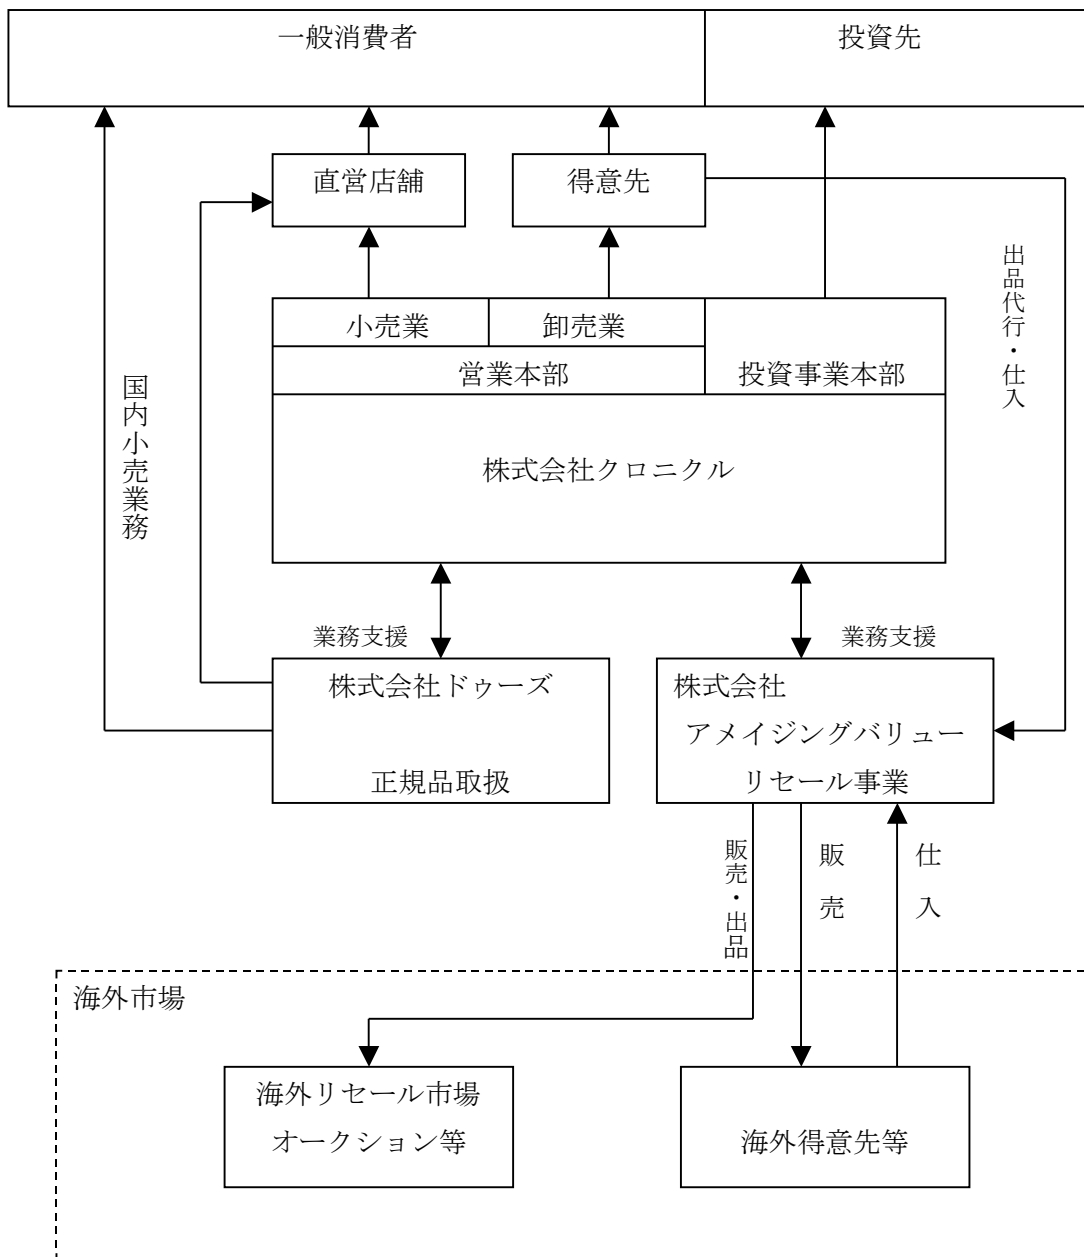 一般消費者
投資先
直営店舗
得意先
出品代行・仕入
小売業
卸売業
営業本部
投資事業本部
国内小売業務
株式会社クロニクル
業務支援
業務支援
株式会社ドゥーズ
正規品取扱
株式会社
アメイジングバリュー
リセール事業
販売・出品
販売
仕入
海外市場
海外リセール市場
オークション等
海外得意先等